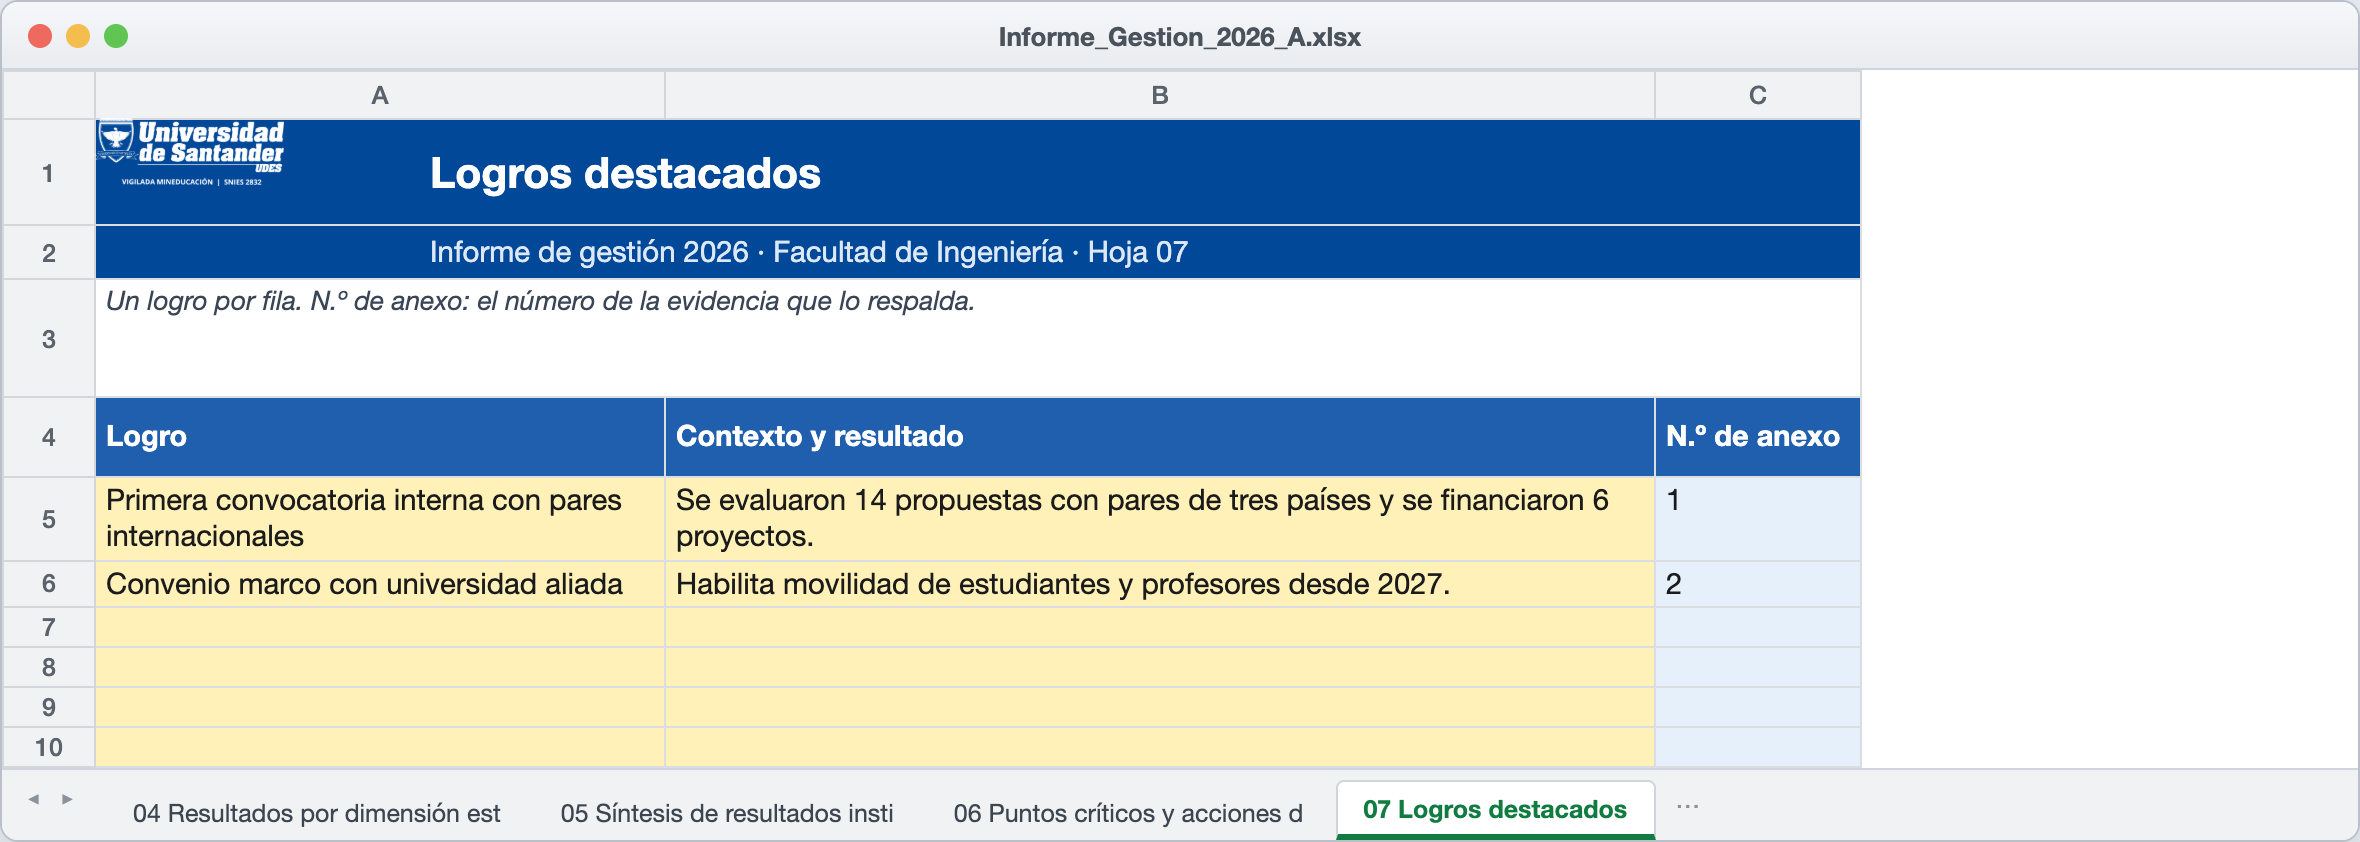 Informe_Gestion_2026_A.xlsx
A B C
1
Universidad
de Santander
UDES
VIGILADA MINEDUCACIÓN | SNIES 2832
Logros destacados
2
Informe de gestión 2026 · Facultad de Ingeniería · Hoja 07
3
Un logro por fila. N.º de anexo: el número de la evidencia que lo respalda.
4 Logro Contexto y resultado N.º de anexo
5
Primera convocatoria interna con pares
internacionales
Se evaluaron 14 propuestas con pares de tres países y se financiaron 6
proyectos.
1
6 Convenio marco con universidad aliada Habilita movilidad de estudiantes y profesores desde 2027. 2
7
8
9
10
04 Resultados por dimensión est 05 Síntesis de resultados insti 06 Puntos críticos y acciones d 07 Logros destacados ...